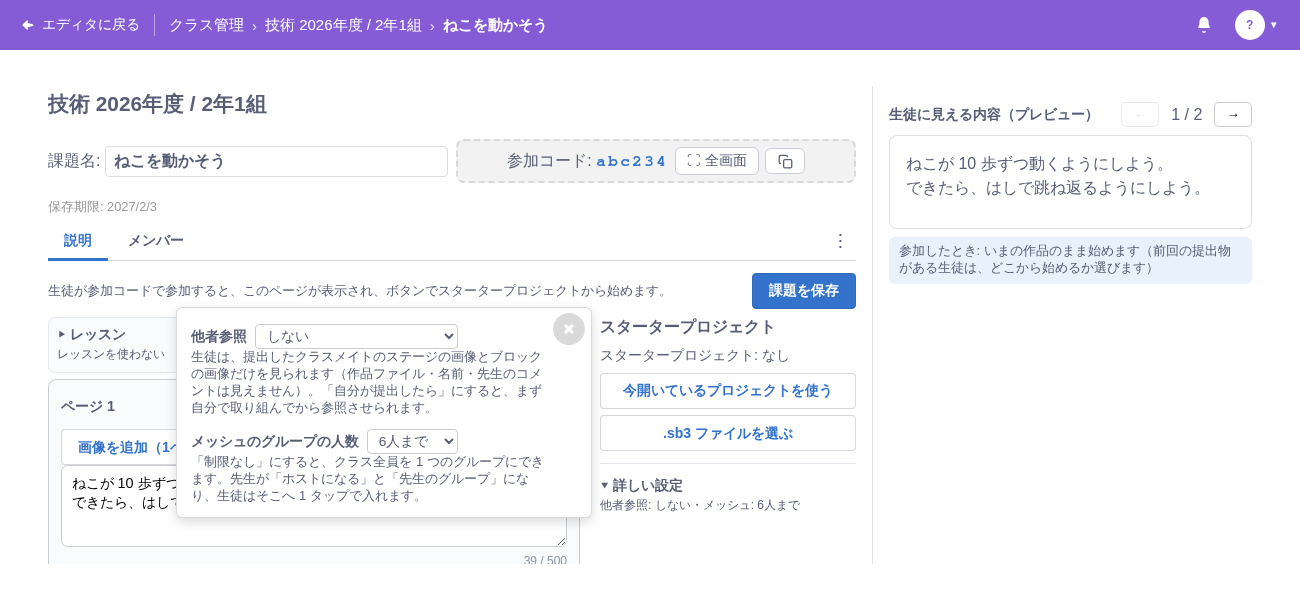 エディタに戻る
クラス管理 › 技術 2026年度 / 2年1組 › ねこを動かそう
?
技術 2026年度 / 2年1組
課題名: ねこを動かそう
参加コード: abc234 全画面
保存期限: 2027/2/3
説明 メンバー
生徒が参加コードで参加すると、このページが表示され、ボタンでスタータープロジェクトから始めます。
課題を保存
レッスン
レッスンを使わない
ページ 1
画像を追加（1ペ
ねこが 10 歩ずつ
できたら、はしで
39 / 500
他者参照 しない
生徒は、提出したクラスメイトのステージの画像とブロック
の画像だけを見られます（作品ファイル・名前・先生のコメ
ントは見えません）。「自分が提出したら」にすると、まず
自分で取り組んでから参照させられます。
メッシュのグループの人数 6人まで
「制限なし」にすると、クラス全員を 1 つのグループにでき
ます。先生が「ホストになる」と「先生のグループ」にな
り、生徒はそこへ 1 タップで入れます。
スタータープロジェクト
スタータープロジェクト: なし
今開いているプロジェクトを使う
.sb3 ファイルを選ぶ
詳しい設定
他者参照: しない・メッシュ: 6人まで
生徒に見える内容（プレビュー）
← 1 / 2 →
ねこが 10 歩ずつ動くようにしよう。
できたら、はしで跳ね返るようにしよう。
参加したとき: いまの作品のまま始めます（前回の提出物
がある生徒は、どこから始めるか選びます）